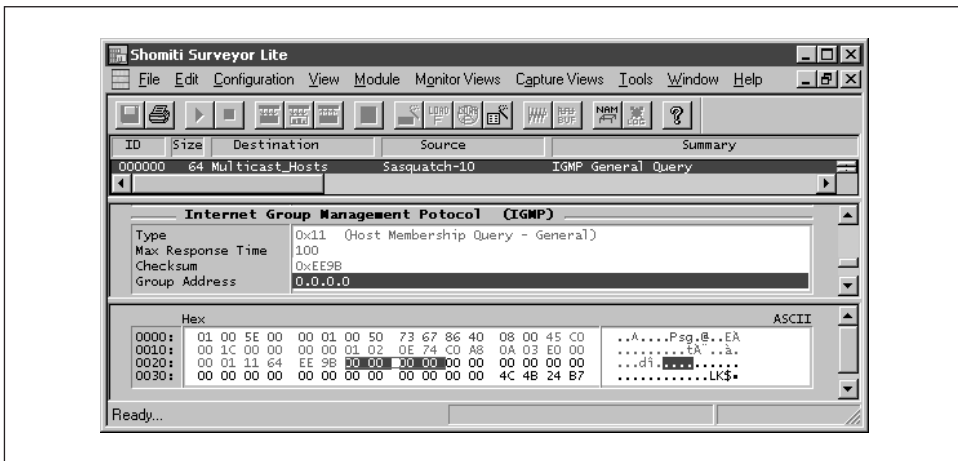 Shomiti Surveyor Lite
File Edit Configuration View Module Monitor Views Capture Views Tools Window Help
ID Size Destination Source Summary
000000 64 Multicast_Hosts Sasquatch-10 IGMP General Query
Internet Group Management Potocol (IGMP)
Type 0x11 (Host Membership Query - General)
Max Response Time 100
Checksum 0xEE9B
Group Address 0.0.0.0
Hex ASCII
0000: 01 00 5E 00 00 01 00 50 73 67 86 40 08 00 45 C0 ..^....Psg.@..EÀ
0010: 00 1C 00 00 00 00 01 02 0E 74 C0 A8 0A 03 E0 00 .........tÀ¨..à.
0020: 00 01 11 64 EE 9B 00 00 00 00 00 00 00 00 00 00 ...dî...........
0030: 00 00 00 00 00 00 00 00 00 00 00 00 4C 4B 24 B7 ............LK$▪
Ready...